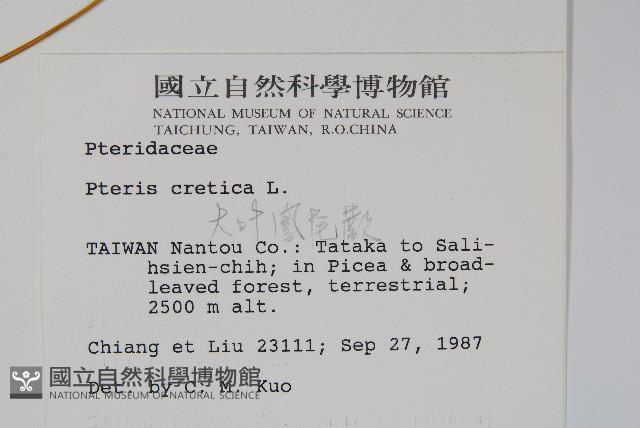 國立自然科學博物館
NATIONAL MUSEUM OF NATURAL SCIENCE
TAICHUNG, TAIWAN, R.O.CHINA
Pteridaceae
Pteris cretica L.
大叶鳳尾蕨
TAIWAN Nantou Co.: Tataka to Sali-
hsien-chih; in Picea & broad-
leaved forest, terrestrial;
2500 m alt.
Chiang et Liu 23111; Sep 27, 1987
Det. by C. M. Kuo
國立自然科學博物館
NATIONAL MUSEUM OF NATURAL SCIENCE